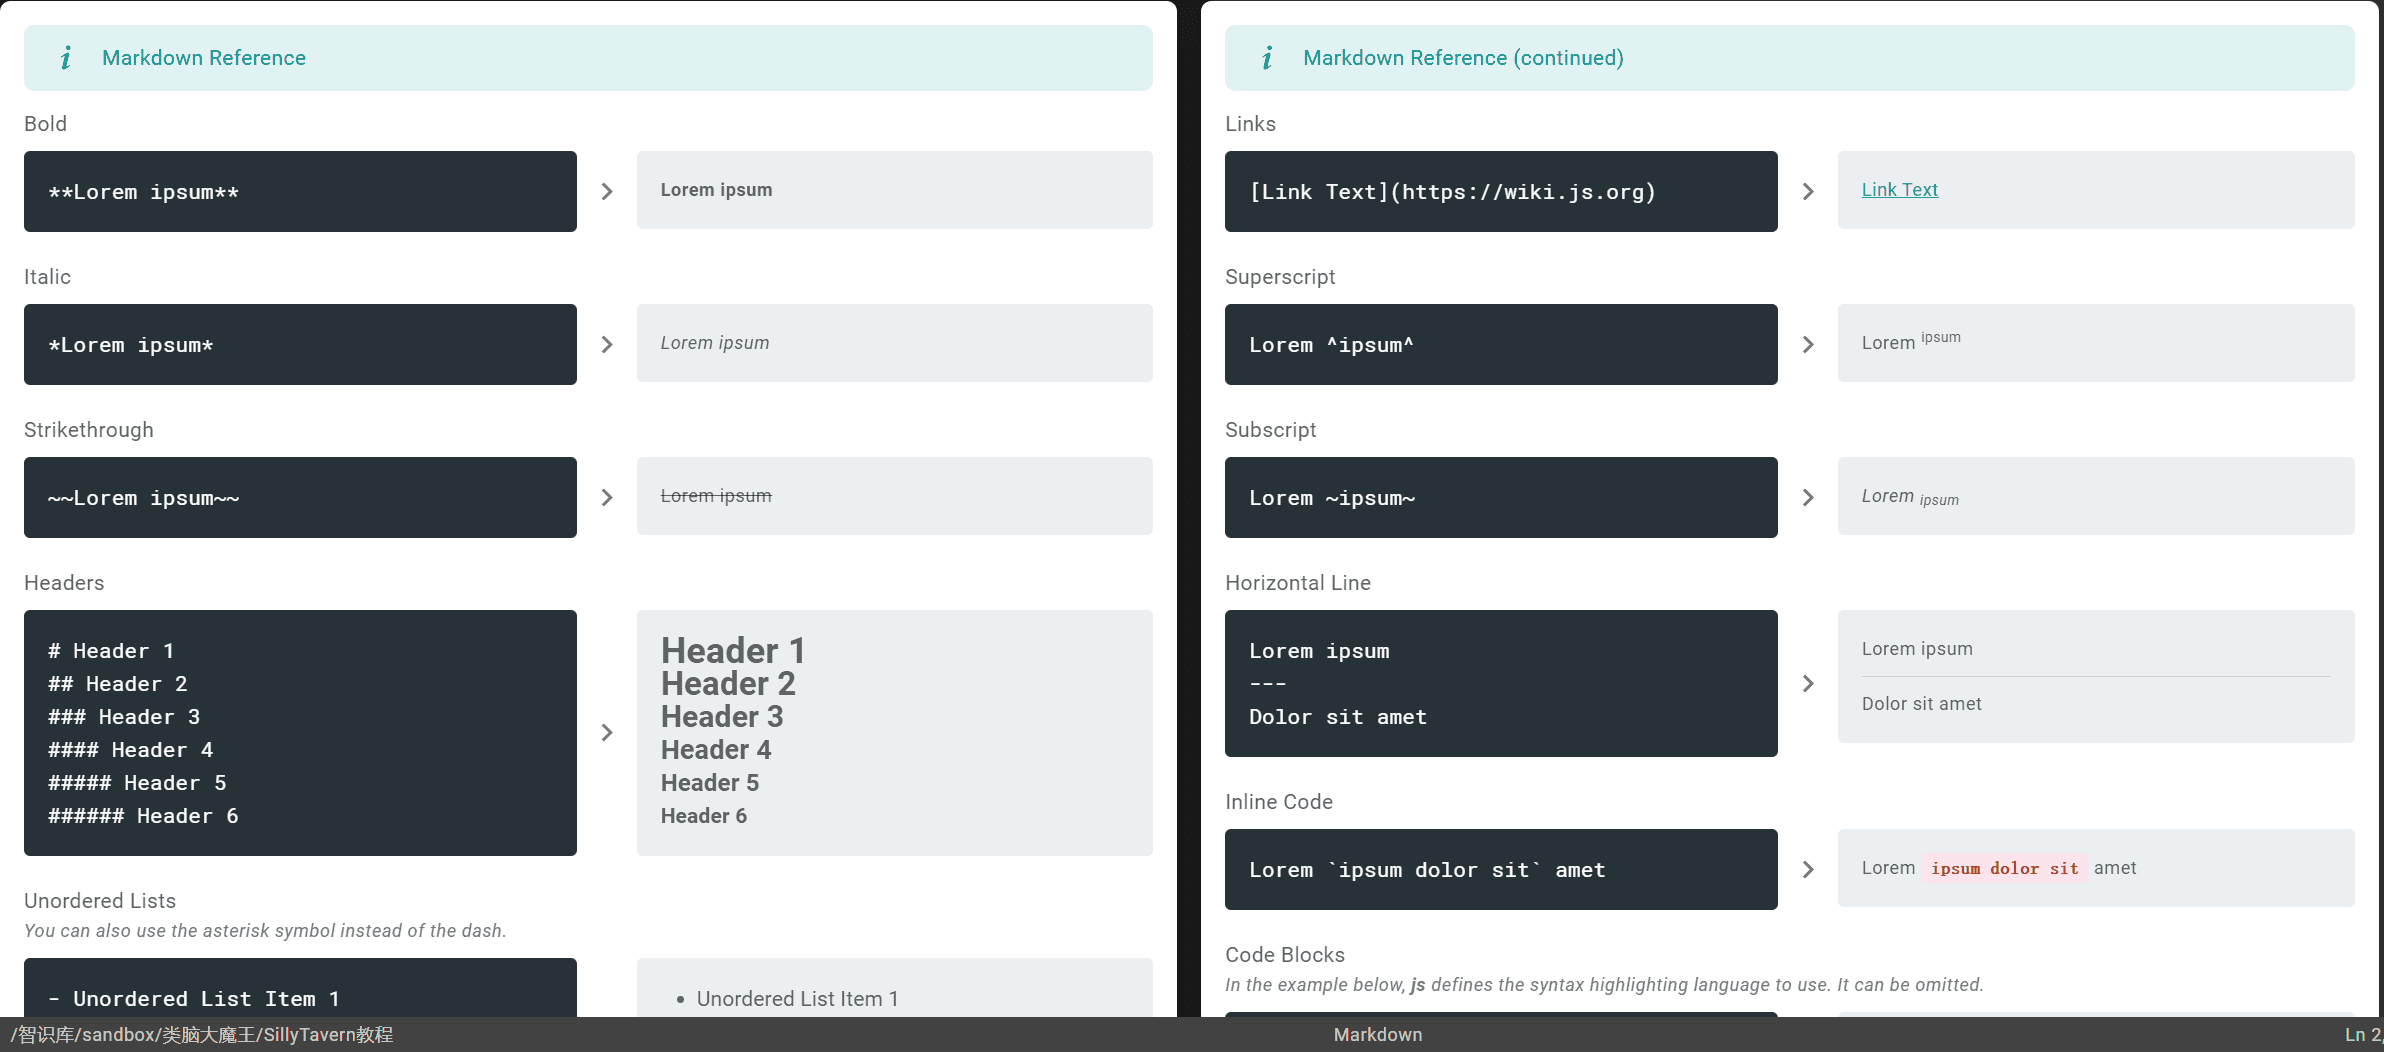 Markdown Reference
Bold
**Lorem ipsum**
Lorem ipsum
Italic
*Lorem ipsum*
Lorem ipsum
Strikethrough
~~Lorem ipsum~~
Lorem ipsum
Headers
# Header 1
## Header 2
### Header 3
#### Header 4
##### Header 5
###### Header 6
Header 1
Header 2
Header 3
Header 4
Header 5
Header 6
Unordered Lists
You can also use the asterisk symbol instead of the dash.
- Unordered List Item 1
• Unordered List Item 1
Markdown Reference (continued)
Links
[Link Text](https://wiki.js.org)
Link Text
Superscript
Lorem ^ipsum^
Lorem ipsum
Subscript
Lorem ~ipsum~
Lorem ipsum
Horizontal Line
Lorem ipsum
---
Dolor sit amet
Lorem ipsum
Dolor sit amet
Inline Code
Lorem `ipsum dolor sit` amet
Lorem ipsum dolor sit amet
Code Blocks
In the example below, js defines the syntax highlighting language to use. It can be omitted.
/智识库/sandbox/类脑大魔王/SillyTavern教程
Markdown
Ln 2,